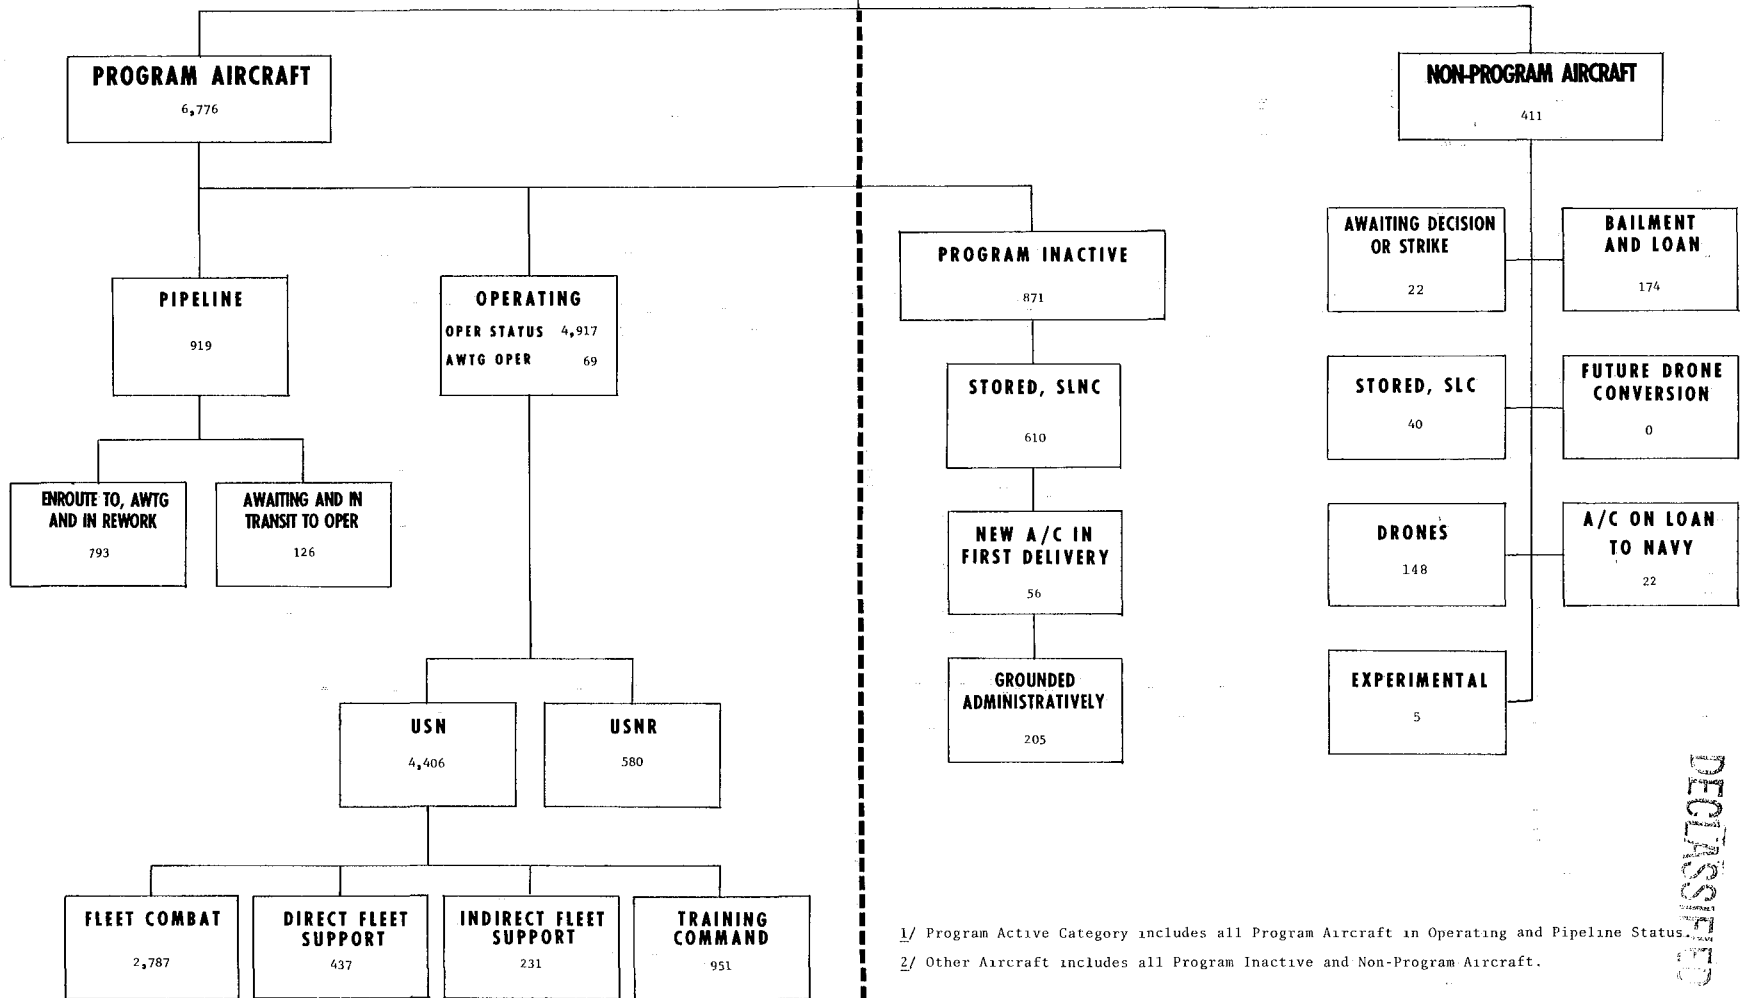 PROGRAM AIRCRAFT
6,776
NON-PROGRAM AIRCRAFT
411
PIPELINE
919
OPERATING
OPER STATUS 4,917
AWTG OPER 69
PROGRAM INACTIVE
871
AWAITING DECISION
OR STRIKE
22
BAILMENT
AND LOAN
174
STORED, SLNC
610
STORED, SLC
40
FUTURE DRONE
CONVERSION
0
ENROUTE TO, AWTG
AND IN REWORK
793
AWAITING AND IN
TRANSIT TO OPER
126
NEW A/C IN
FIRST DELIVERY
56
DRONES
148
A/C ON LOAN
TO NAVY
22
GROUNDED
ADMINISTRATIVELY
205
EXPERIMENTAL
5
USN
4,406
USNR
580
FLEET COMBAT
2,787
DIRECT FLEET
SUPPORT
437
INDIRECT FLEET
SUPPORT
231
TRAINING
COMMAND
951
1/ Program Active Category includes all Program Aircraft in Operating and Pipeline Status.
2/ Other Aircraft includes all Program Inactive and Non-Program Aircraft.
DECLASSIFIED